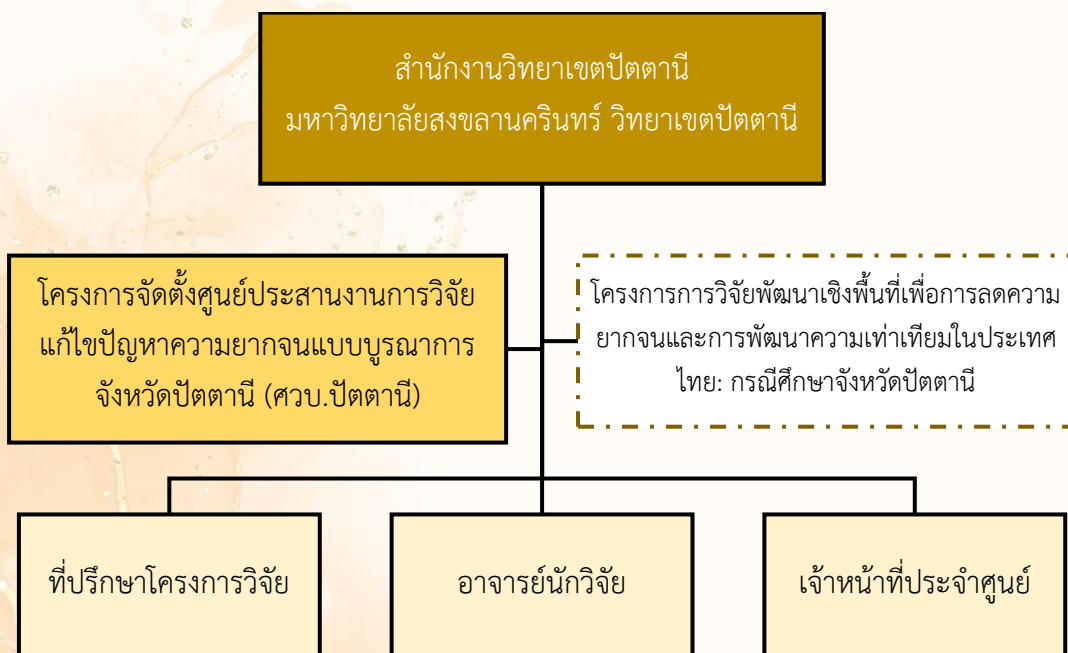 สำนักงานวิทยาเขตปัตตานี
มหาวิทยาลัยสงขลานครินทร์ วิทยาเขตปัตตานี
โครงการจัดตั้งศูนย์ประสานงานการวิจัย
แก้ไขปัญหาความยากจนแบบบูรณาการ
จังหวัดปัตตานี (ศวบ.ปัตตานี)
โครงการการวิจัยพัฒนาเชิงพื้นที่เพื่อการลดความ
ยากจนและการพัฒนาความเท่าเทียมในประเทศ
ไทย: กรณีศึกษาจังหวัดปัตตานี
ที่ปรึกษาโครงการวิจัย
อาจารย์นักวิจัย
เจ้าหน้าที่ประจำศูนย์